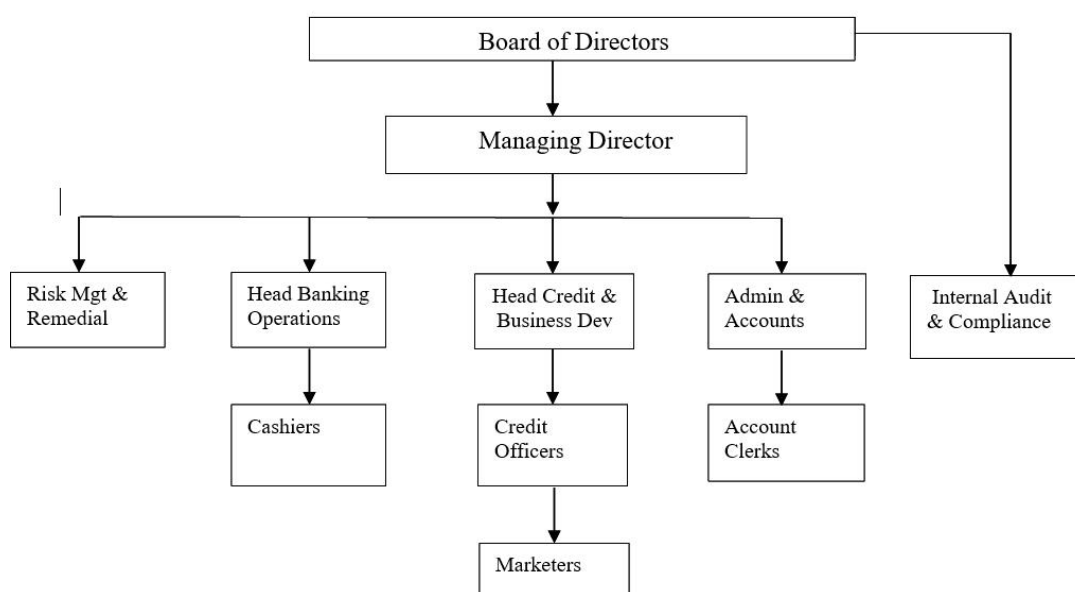 Board of Directors
Managing Director
Risk Mgt &
Remedial
Head Banking
Operations
Head Credit &
Business Dev
Admin &
Accounts
Internal Audit
& Compliance
Cashiers
Credit
Officers
Account
Clerks
Marketers